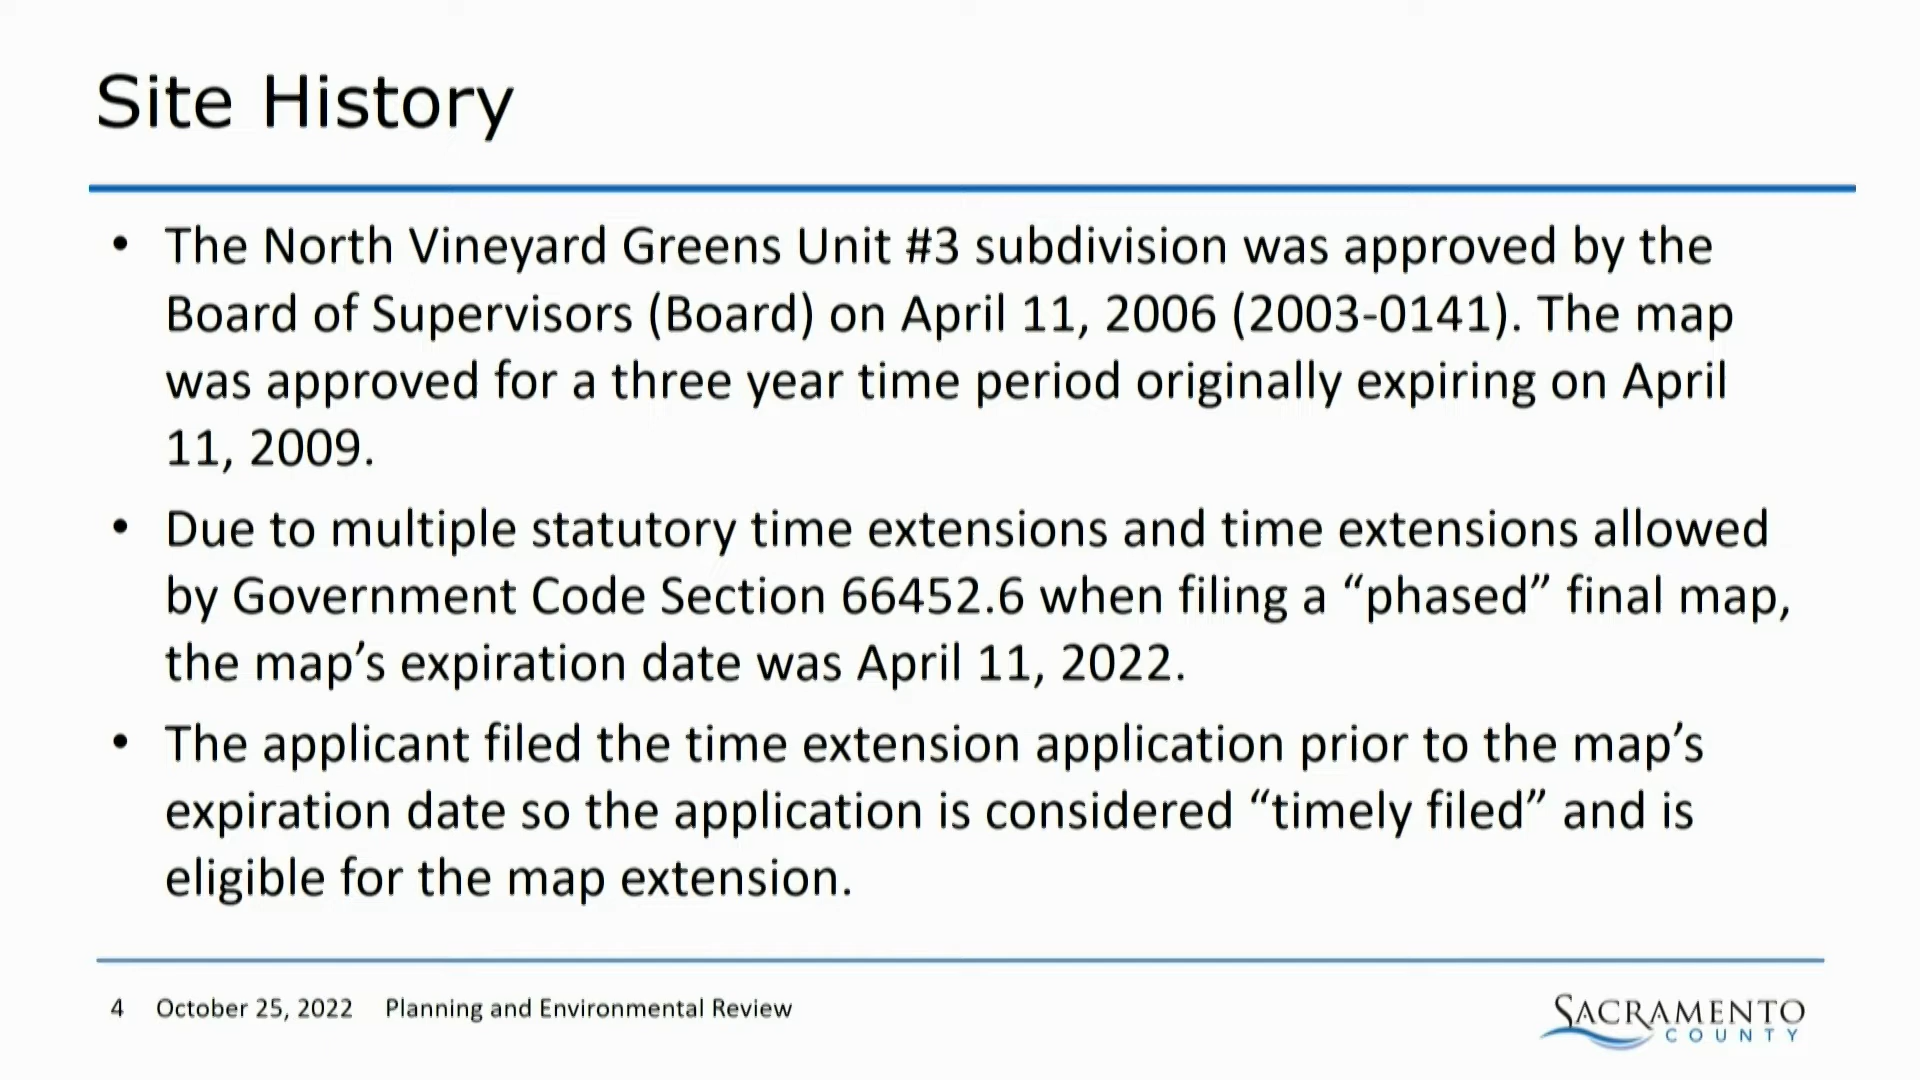 Site History
• The North Vineyard Greens Unit #3 subdivision was approved by the
Board of Supervisors (Board) on April 11, 2006 (2003-0141). The map
was approved for a three year time period originally expiring on April
11, 2009.
• Due to multiple statutory time extensions and time extensions allowed
by Government Code Section 66452.6 when filing a “phased” final map,
the map’s expiration date was April 11, 2022.
• The applicant filed the time extension application prior to the map’s
expiration date so the application is considered “timely filed” and is
eligible for the map extension.
4 October 25, 2022 Planning and Environmental Review
SACRAMENTO
COUNTY